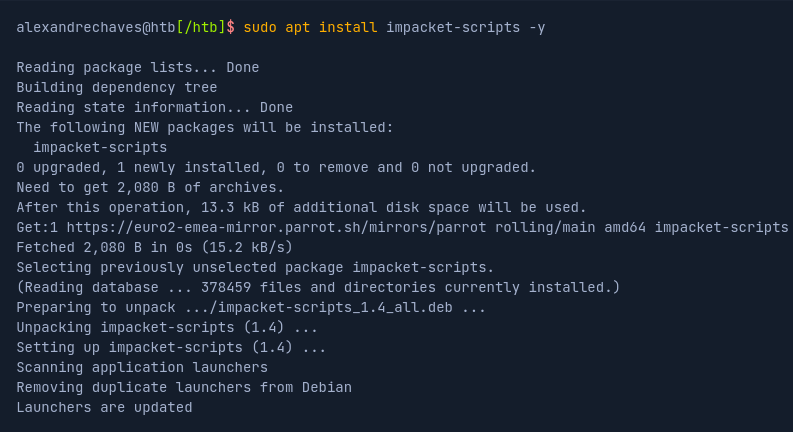 alexandrechaves@htb[/htb]$ sudo apt install impacket-scripts -y
Reading package lists... Done
Building dependency tree
Reading state information... Done
The following NEW packages will be installed:
  impacket-scripts
0 upgraded, 1 newly installed, 0 to remove and 0 not upgraded.
Need to get 2,080 B of archives.
After this operation, 13.3 kB of additional disk space will be used.
Get:1 https://euro2-emea-mirror.parrot.sh/mirrors/parrot rolling/main amd64 impacket-scripts
Fetched 2,080 B in 0s (15.2 kB/s)
Selecting previously unselected package impacket-scripts.
(Reading database ... 378459 files and directories currently installed.)
Preparing to unpack .../impacket-scripts_1.4_all.deb ...
Unpacking impacket-scripts (1.4) ...
Setting up impacket-scripts (1.4) ...
Scanning application launchers
Removing duplicate launchers from Debian
Launchers are updated